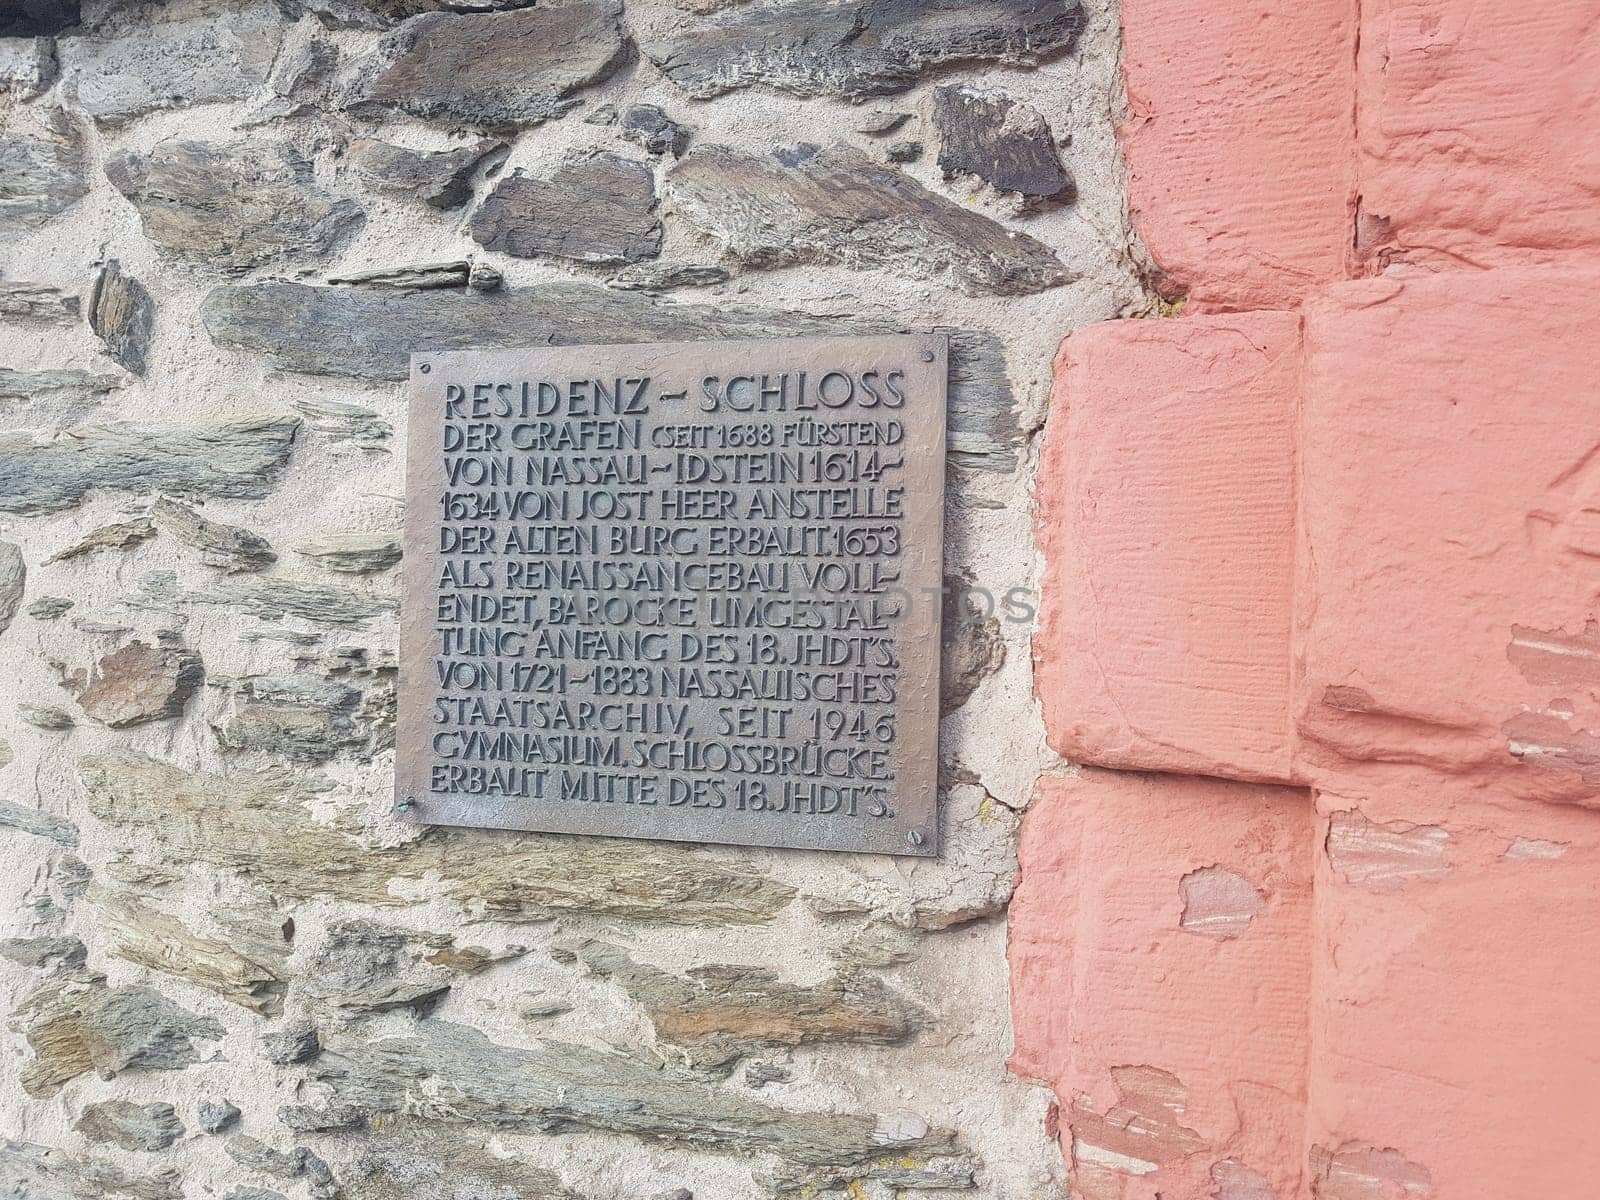 RESIDENZ – SCHLOSS
DER GRAFEN (SEIT 1688 FÜRSTEN)
VON NASSAU – IDSTEIN 1614 –
1634 VON JOST HEER ANSTELLE
DER ALTEN BURG ERBAUT. 1653
ALS RENAISSANCEBAU VOLL-
ENDET, BAROCKE UMGESTAL-
TUNG ANFANG DES 18. JHDT'S.
VON 1721 – 1883 NASSAUISCHES
STAATSARCHIV, SEIT 1946
GYMNASIUM. SCHLOSSBRÜCKE.
ERBAUT MITTE DES 18. JHDT'S.